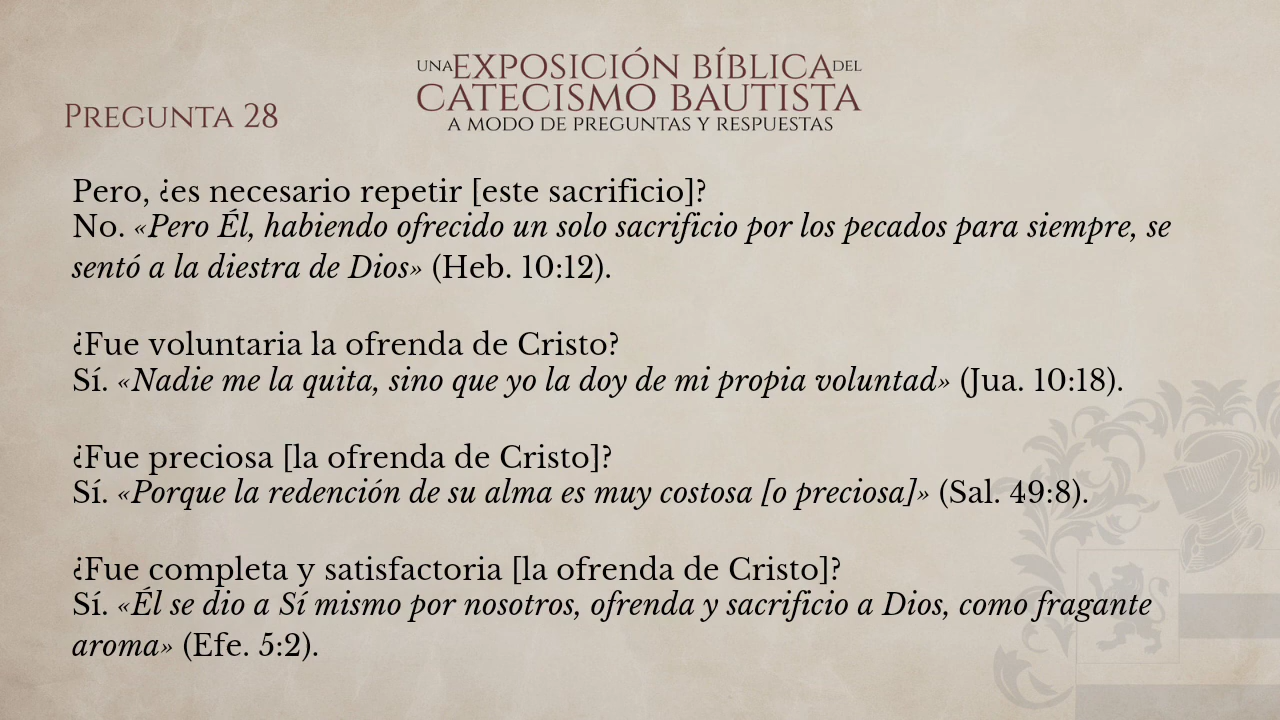 UNA EXPOSICIÓN BÍBLICA DEL
CATECISMO BAUTISTA
A MODO DE PREGUNTAS Y RESPUESTAS
PREGUNTA 28
Pero, ¿es necesario repetir [este sacrificio]?
No. «Pero Él, habiendo ofrecido un solo sacrificio por los pecados para siempre, se
sentó a la diestra de Dios» (Heb. 10:12).
¿Fue voluntaria la ofrenda de Cristo?
Sí. «Nadie me la quita, sino que yo la doy de mi propia voluntad» (Jua. 10:18).
¿Fue preciosa [la ofrenda de Cristo]?
Sí. «Porque la redención de su alma es muy costosa [o preciosa]» (Sal. 49:8).
¿Fue completa y satisfactoria [la ofrenda de Cristo]?
Sí. «Él se dio a Sí mismo por nosotros, ofrenda y sacrificio a Dios, como fragante
aroma» (Efe. 5:2).